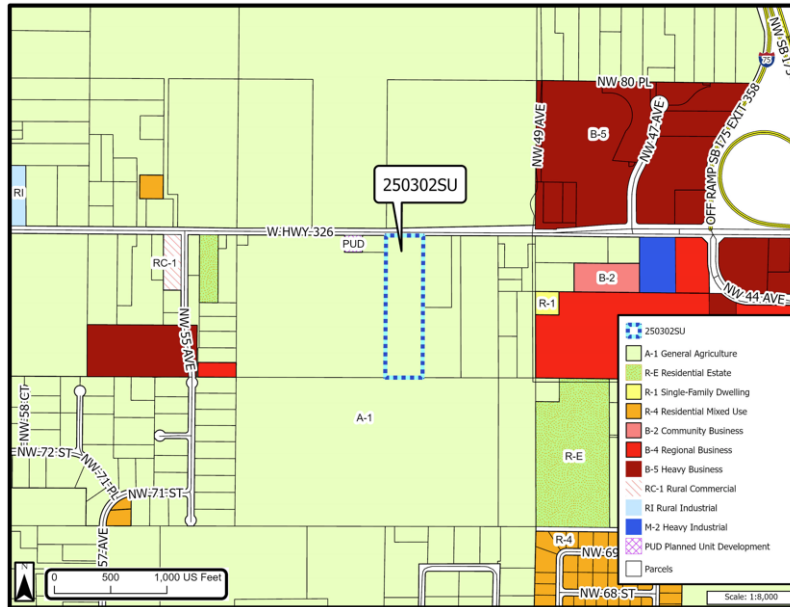 NW SB I75
75
NW 80 PL
OFF RAMP SB I75 EXIT 358
NW 49 AVE
NW 47 AVE
B-5
250302SU
RI
W HWY 326
PUD
RC-1
B-2
NW 44 AVE
R-1
NW 55 AVE
250302SU
A-1 General Agriculture
R-E Residential Estate
R-1 Single-Family Dwelling
R-4 Residential Mixed Use
B-2 Community Business
B-4 Regional Business
B-5 Heavy Business
RC-1 Rural Commercial
RI Rural Industrial
M-2 Heavy Industrial
PUD Planned Unit Development
Parcels
A-1
NW 58 CT
NW 72 ST
R-E
NW 71 PL
NW 71 ST
57 AVE
R-4
NW 69
NW 68 ST
N
0 500 1,000 US Feet
Scale: 1:8,000